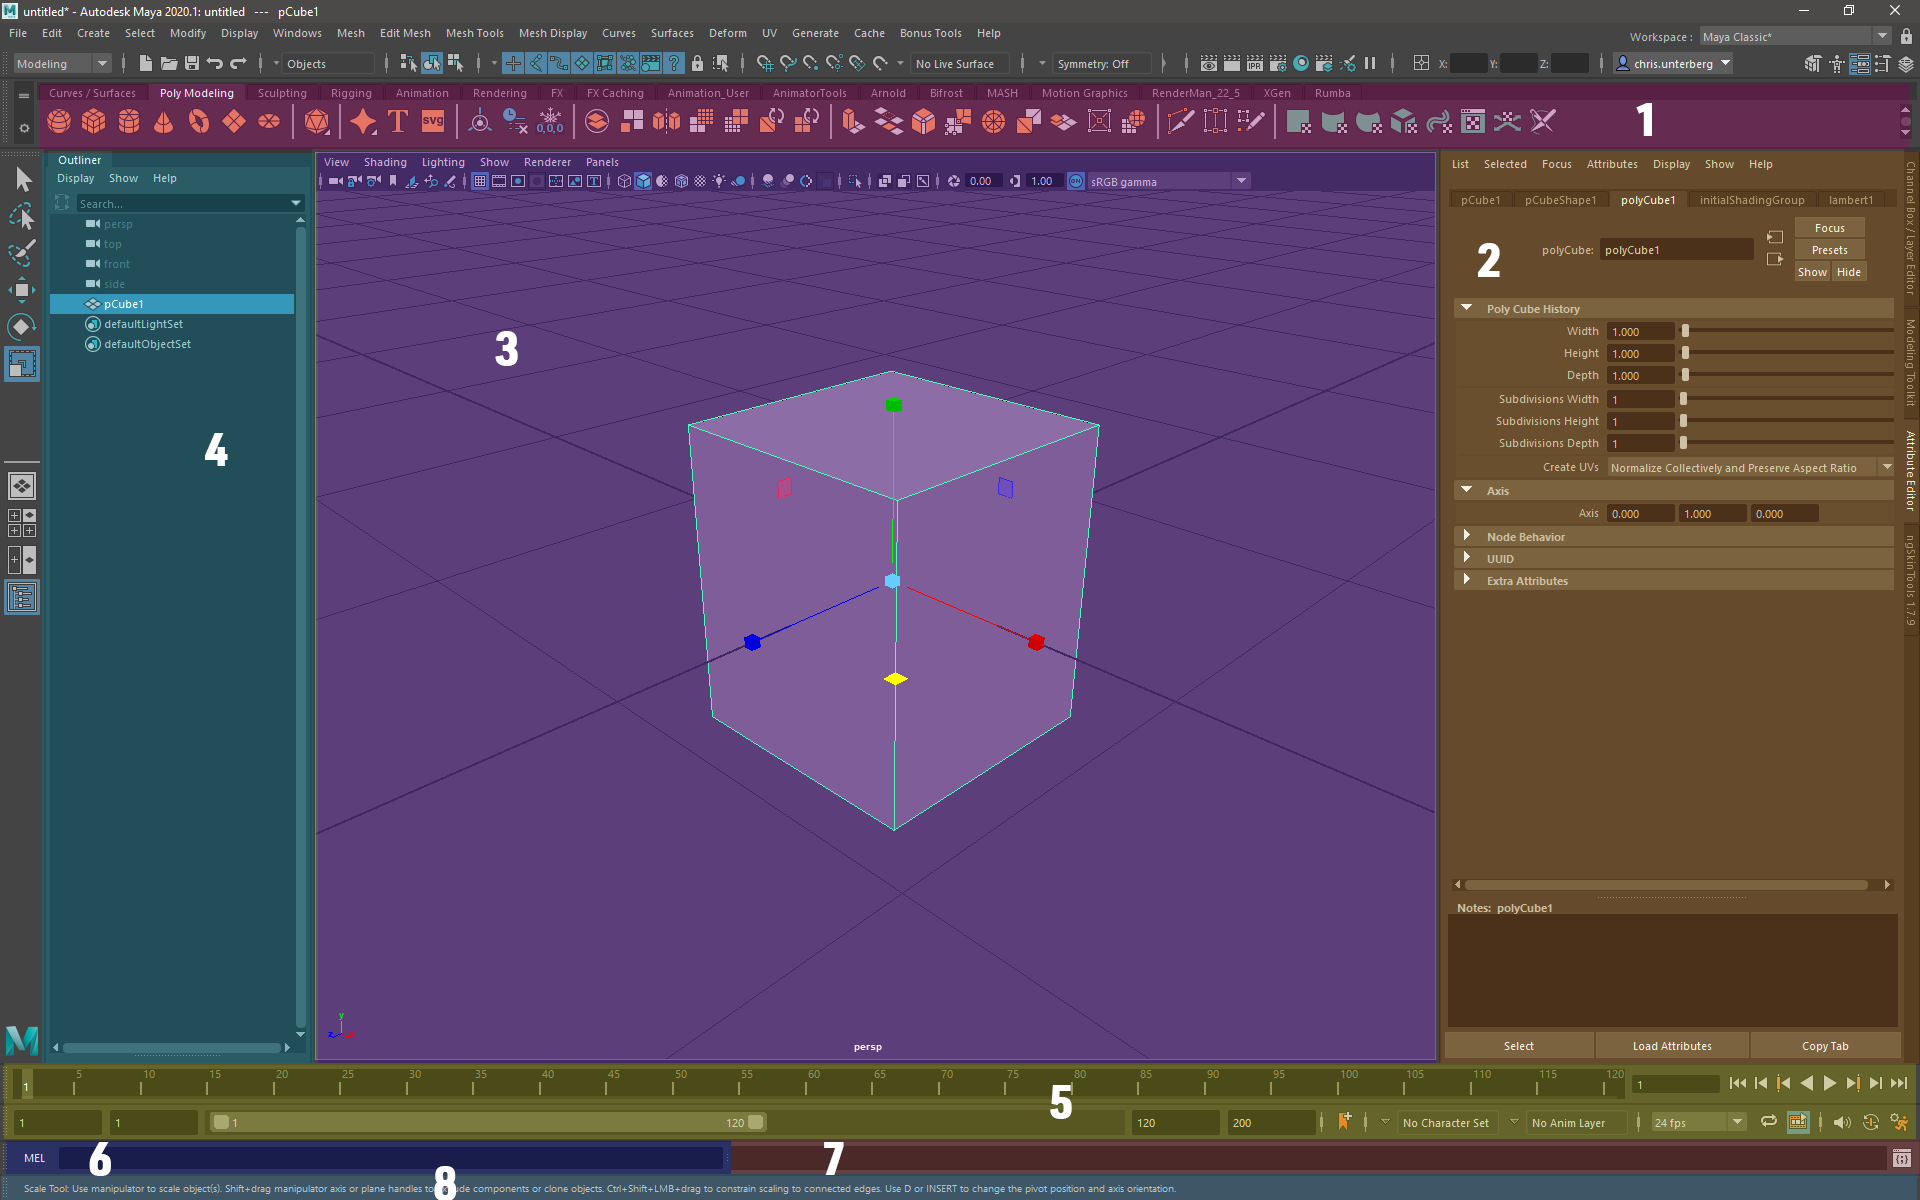 untitled* - Autodesk Maya 2020.1: untitled --- pCube1
File Edit Create Select Modify Display Windows Mesh Edit Mesh Mesh Tools Mesh Display Curves Surfaces Deform UV Generate Cache Bonus Tools Help
Workspace : Maya Classic*
Modeling Objects No Live Surface Symmetry: Off IPR X: Y: Z: chris.unterberg
Curves / Surfaces Poly Modeling Sculpting Rigging Animation Rendering FX FX Caching Animation_User AnimatorTools Arnold Bifrost MASH Motion Graphics RenderMan_22_5 XGen Rumba
T svg 0,0,0 1
Outliner
Display Show Help
Search...
persp
top
front
side
pCube1
defaultLightSet
defaultObjectSet
4
View Shading Lighting Show Renderer Panels
0.00 1.00 ON sRGB gamma
3
y
z
persp
List Selected Focus Attributes Display Show Help
pCube1 pCubeShape1 polyCube1 initialShadingGroup lambert1
2
polyCube: polyCube1
Focus
Presets
Show Hide
Poly Cube History
Width 1.000
Height 1.000
Depth 1.000
Subdivisions Width 1
Subdivisions Height 1
Subdivisions Depth 1
Create UVs Normalize Collectively and Preserve Aspect Ratio
Axis
Axis 0.000 1.000 0.000
Node Behavior
UUID
Extra Attributes
Notes: polyCube1
Select Load Attributes Copy Tab
Channel Box / Layer Editor
Modeling Toolkit
Attribute Editor
ngSkinTools 1.7.9
M
1 5 10 15 20 25 30 35 40 45 50 55 60 65 70 75 80 85 90 95 100 105 110 115 120 1
5
1 1 1 120 120 200 No Character Set No Anim Layer 24 fps
MEL 6 7
8
Scale Tool: Use manipulator to scale object(s). Shift+drag manipulator axis or plane handles to components or clone objects. Ctrl+Shift+LMB+drag to constrain scaling to connected edges. Use D or INSERT to change the pivot position and axis orientation.